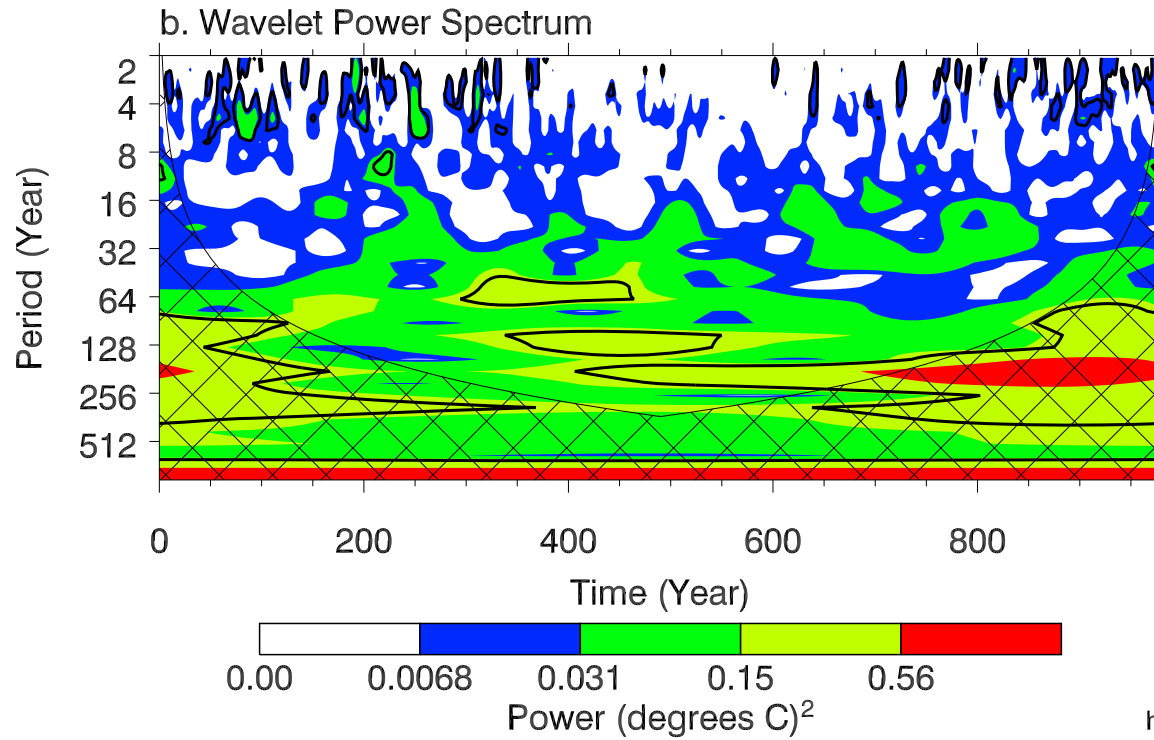 b. Wavelet Power Spectrum
Period (Year)
2
4
8
16
32
64
128
256
512
0 200 400 600 800
Time (Year)
0.00 0.0068 0.031 0.15 0.56
Power (degrees C)2